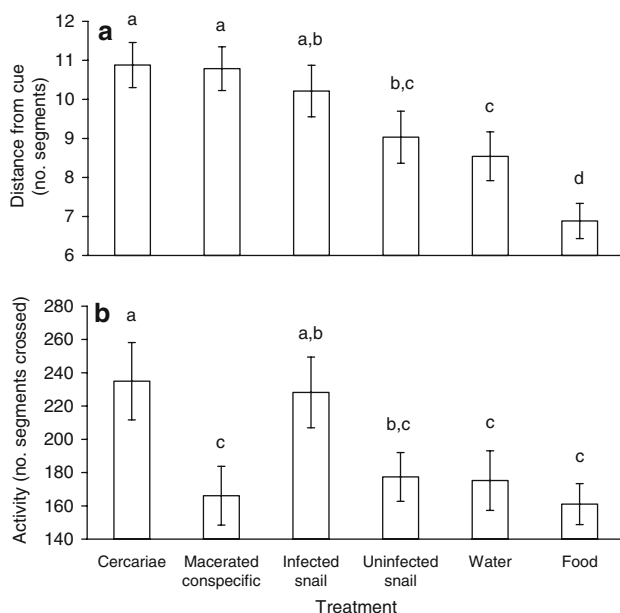 a
Distance from cue
(no. segments)
12
11
10
9
8
7
6
a
a
a,b
b,c
c
d
b
Activity (no. segments crossed)
280
260
240
220
200
180
160
140
a
c
a,b
b,c
c
c
Cercariae
Macerated
conspecific
Infected
snail
Uninfected
snail
Water
Food
Treatment